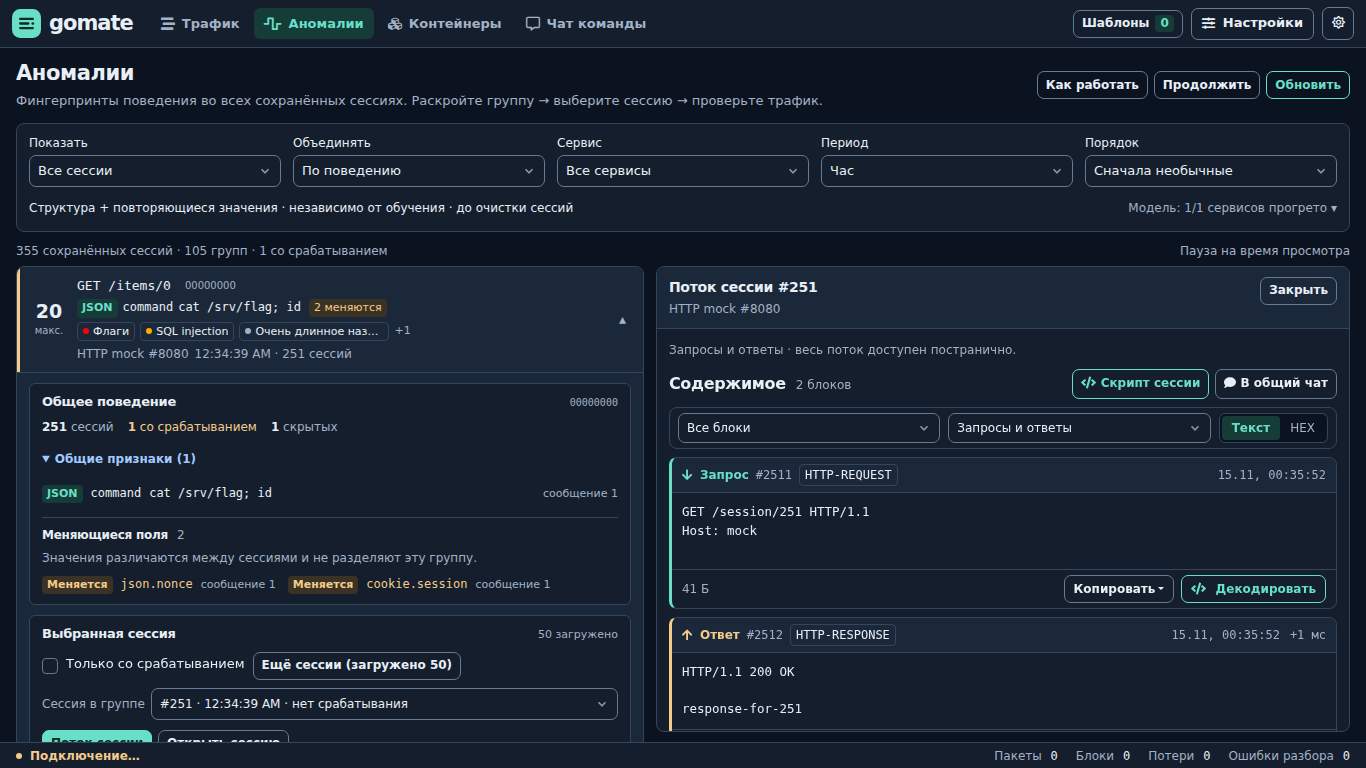 gomate Трафик Аномалии Контейнеры Чат команды Шаблоны 0 Настройки
Аномалии
Фингерпринты поведения во всех сохранённых сессиях. Раскройте группу → выберите сессию → проверьте трафик.
Как работать Продолжить Обновить
Показать Объединять Сервис Период Порядок
Все сессии По поведению Все сервисы Час Сначала необычные
Структура + повторяющиеся значения · независимо от обучения · до очистки сессий Модель: 1/1 сервисов прогрето ▾
355 сохранённых сессий · 105 групп · 1 со срабатыванием Пауза на время просмотра
20
макс.
GET /items/0 00000000
JSON command cat /srv/flag; id 2 меняются
Флаги SQL injection Очень длинное наз… +1
HTTP mock #8080 12:34:39 AM · 251 сессий
▲
Общее поведение 00000000
251 сессий 1 со срабатыванием 1 скрытых
▼ Общие признаки (1)
JSON command cat /srv/flag; id сообщение 1
Меняющиеся поля 2
Значения различаются между сессиями и не разделяют эту группу.
Меняется json.nonce сообщение 1 Меняется cookie.session сообщение 1
Выбранная сессия 50 загружено
Только со срабатыванием Ещё сессии (загружено 50)
Сессия в группе #251 · 12:34:39 AM · нет срабатывания
Поток сессии Открыть сессию
Поток сессии #251 Закрыть
HTTP mock #8080
Запросы и ответы · весь поток доступен постранично.
Содержимое 2 блоков Скрипт сессии В общий чат
Все блоки Запросы и ответы Текст HEX
Запрос #2511 HTTP-REQUEST 15.11, 00:35:52
GET /session/251 HTTP/1.1
Host: mock
41 Б Копировать Декодировать
Ответ #2512 HTTP-RESPONSE 15.11, 00:35:52 +1 мс
HTTP/1.1 200 OK
response-for-251
Подключение… Пакеты 0 Блоки 0 Потери 0 Ошибки разбора 0